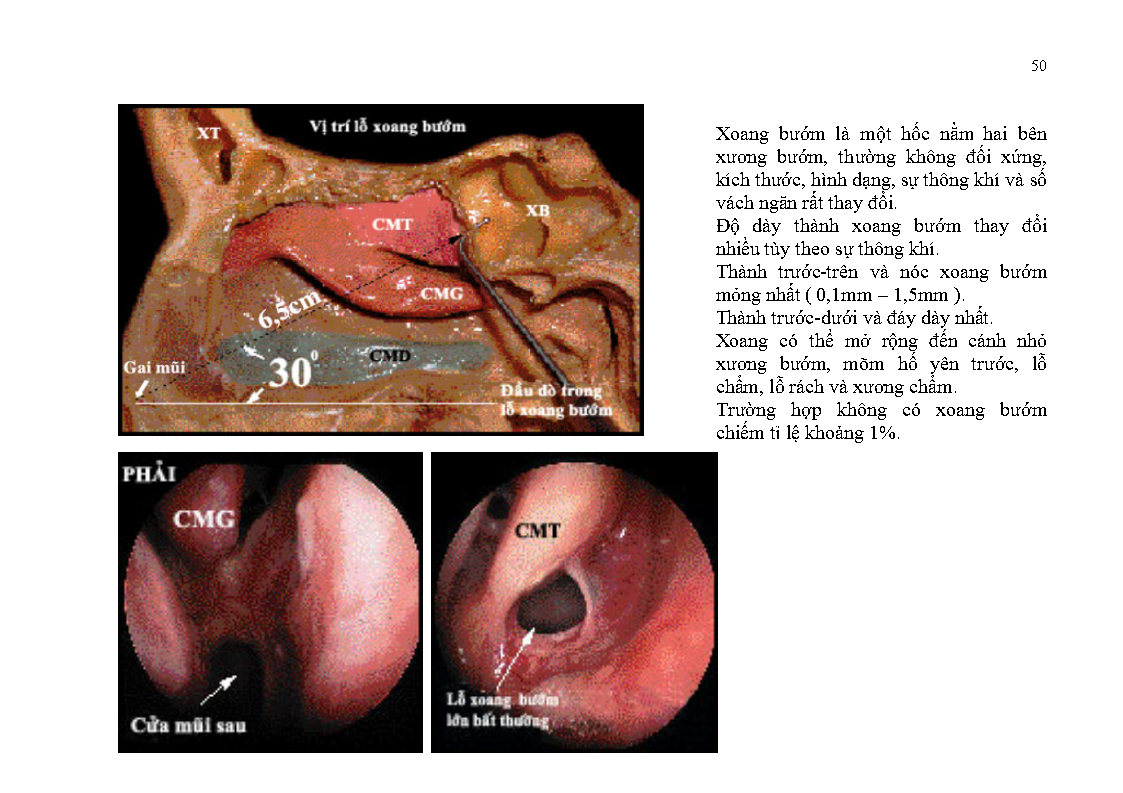 50
Vị trí lỗ xoang bướm
XT
XB
CMT
CMG
6,5cm
CMD
30⁰
Gai mũi
Đầu dò trong
lỗ xoang bướm
Xoang bướm là một hốc nằm hai bên
xương bướm, thường không đối xứng,
kích thước, hình dạng, sự thông khí và số
vách ngăn rất thay đổi.
Độ dày thành xoang bướm thay đổi
nhiều tùy theo sự thông khí.
Thành trước-trên và nóc xoang bướm
mỏng nhất ( 0,1mm – 1,5mm ).
Thành trước-dưới và đáy dày nhất.
Xoang có thể mở rộng đến cánh nhỏ
xương bướm, mõm hố yên trước, lỗ
chẩm, lỗ rách và xương chẩm.
Trường hợp không có xoang bướm
chiếm tỉ lệ khoảng 1%.
PHẢI
CMG
Cửa mũi sau
CMT
Lỗ xoang bướm
lớn bất thường